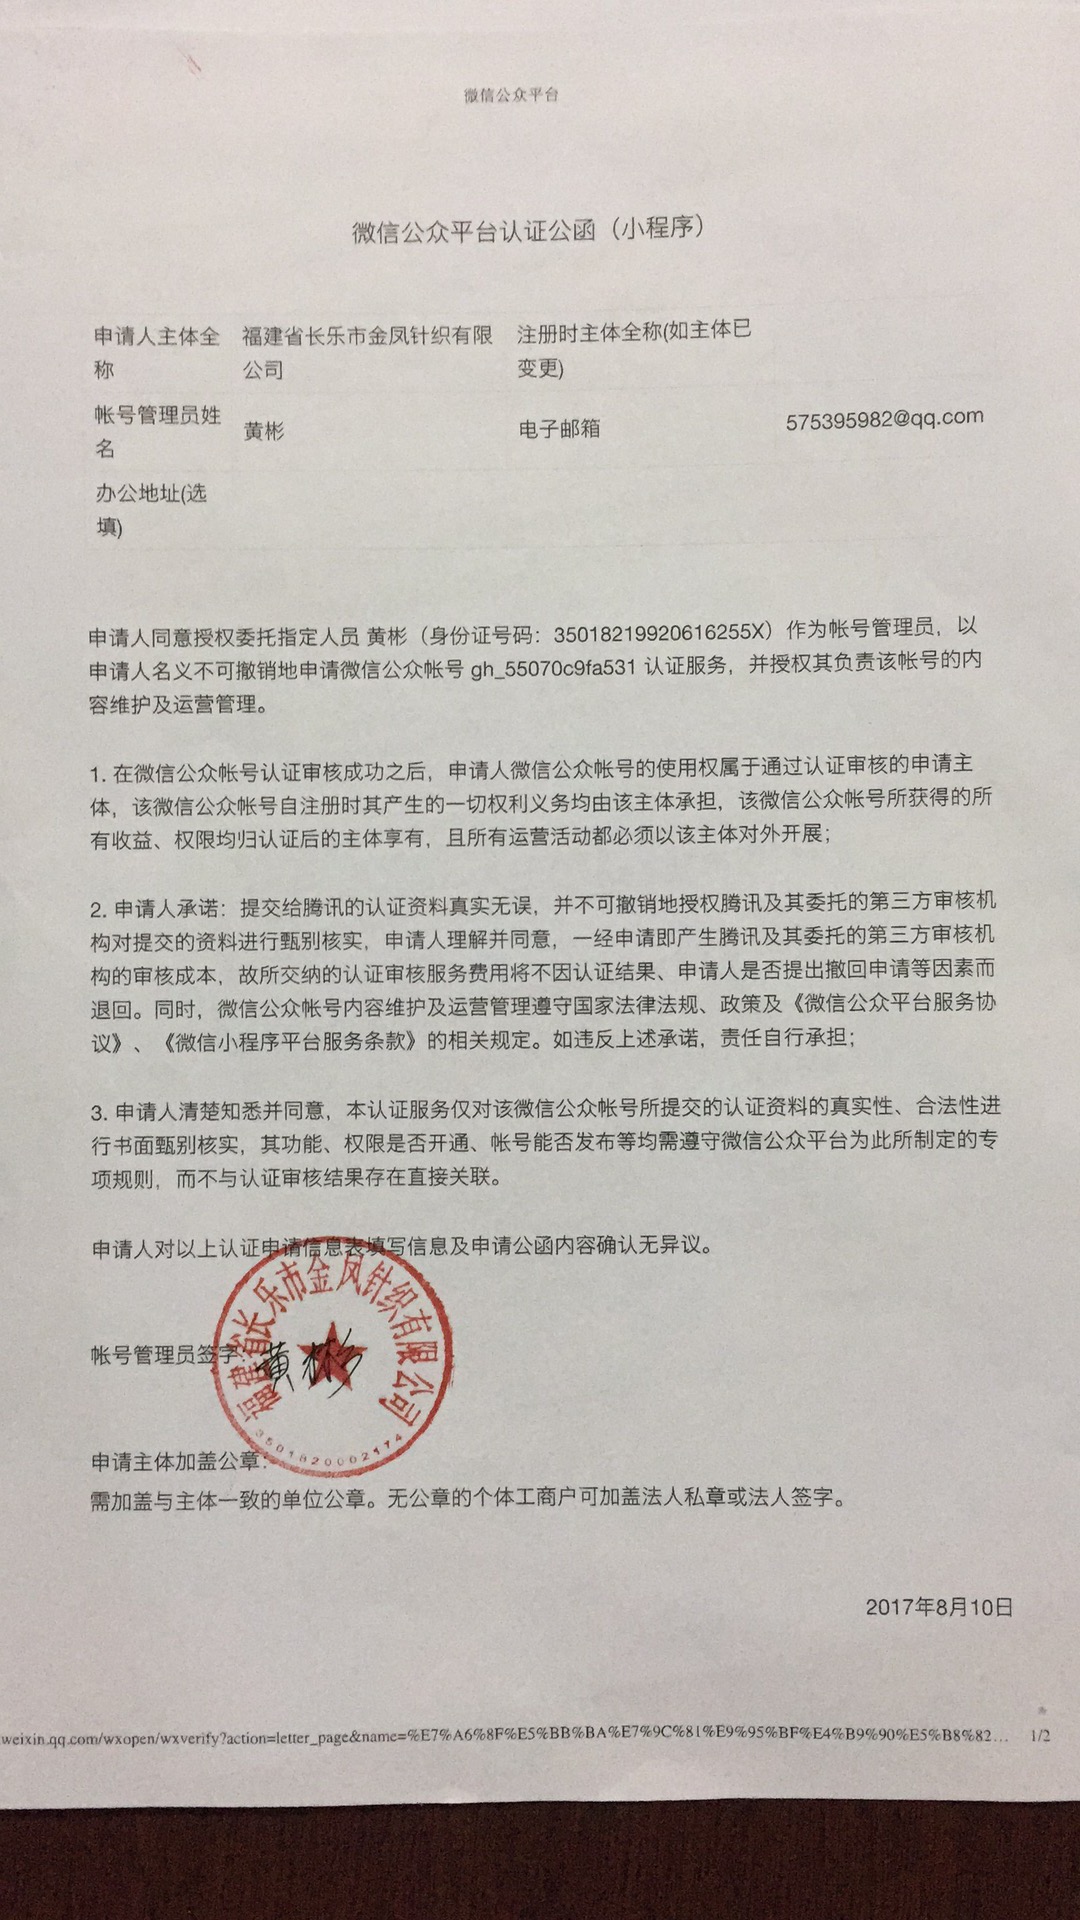 微信公众平台
微信公众平台认证公函（小程序）
申请人主体全 福建省长乐市金凤针织有限 注册时主体全称(如主体已
称 公司 变更)
帐号管理员姓 黄彬 电子邮箱 575395982@qq.com
名
办公地址(选
填)
申请人同意授权委托指定人员 黄彬（身份证号码：35018219920616255X）作为帐号管理员，以
申请人名义不可撤销地申请微信公众帐号 gh_55070c9fa531 认证服务，并授权其负责该帐号的内
容维护及运营管理。
1. 在微信公众帐号认证审核成功之后，申请人微信公众帐号的使用权属于通过认证审核的申请主
体，该微信公众帐号自注册时其产生的一切权利义务均由该主体承担，该微信公众帐号所获得的所
有收益、权限均归认证后的主体享有，且所有运营活动都必须以该主体对外开展；
2. 申请人承诺：提交给腾讯的认证资料真实无误，并不可撤销地授权腾讯及其委托的第三方审核机
构对提交的资料进行甄别核实，申请人理解并同意，一经申请即产生腾讯及其委托的第三方审核机
构的审核成本，故所交纳的认证审核服务费用将不因认证结果、申请人是否提出撤回申请等因素而
退回。同时，微信公众帐号内容维护及运营管理遵守国家法律法规、政策及《微信公众平台服务协
议》、《微信小程序平台服务条款》的相关规定。如违反上述承诺，责任自行承担；
3. 申请人清楚知悉并同意，本认证服务仅对该微信公众帐号所提交的认证资料的真实性、合法性进
行书面甄别核实，其功能、权限是否开通、帐号能否发布等均需遵守微信公众平台为此所制定的专
项规则，而不与认证审核结果存在直接关联。
申请人对以上认证申请信息表填写信息及申请公函内容确认无异议。
福建省长乐市金凤针织有限公司
帐号管理员签字: 黄彬
3501820002174
申请主体加盖公章:
需加盖与主体一致的单位公章。无公章的个体工商户可加盖法人私章或法人签字。
2017年8月10日
weixin.qq.com/wxopen/wxverify?action=letter_page&name=%E7%A6%8F%E5%BB%BA%E7%9C%81%E9%95%BF%E4%B9%90%E5%B8%82... 1/2